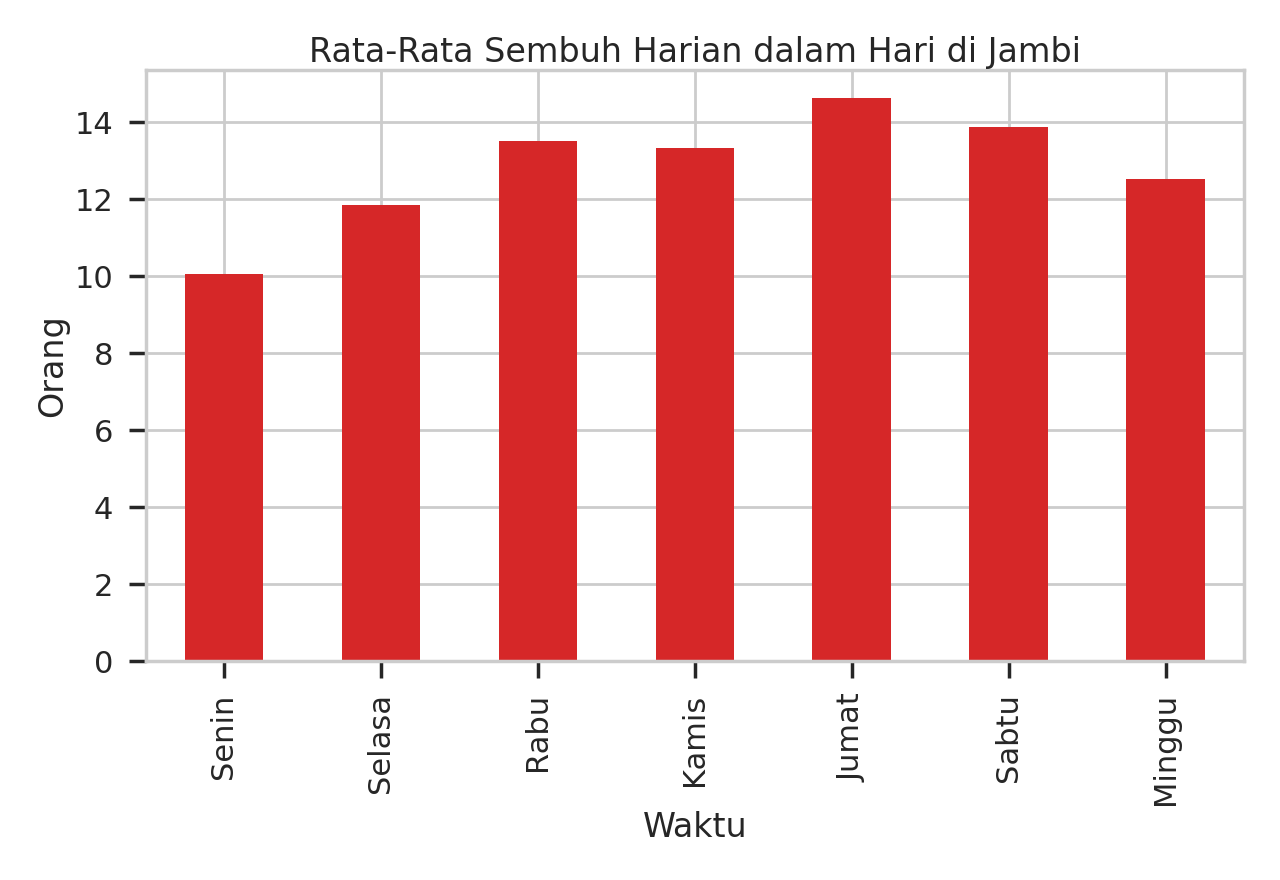 Rata-Rata Sembuh Harian dalam Hari di Jambi
14
12
10
8
6
4
2
0
Orang
Senin
Selasa
Rabu
Kamis
Jumat
Sabtu
Minggu
Waktu